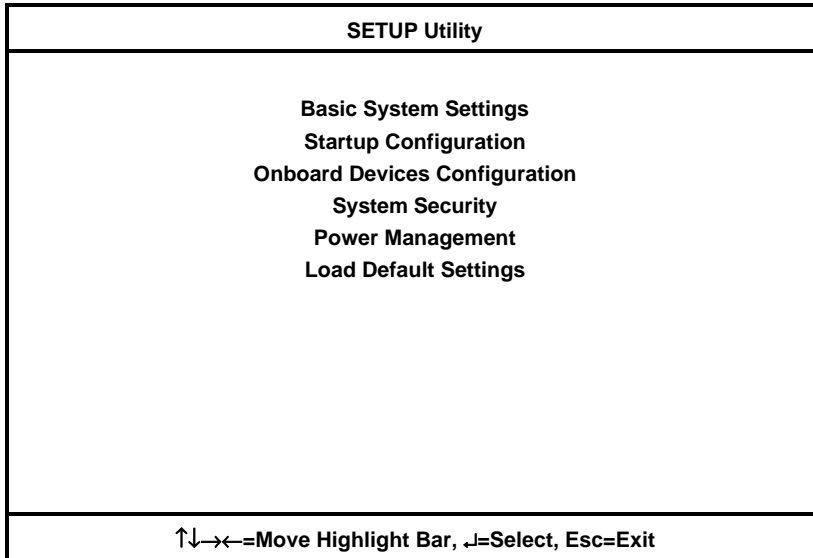 SETUP Utility
Basic System Settings
Startup Configuration
Onboard Devices Configuration
System Security
Power Management
Load Default Settings
↑↓→←=Move Highlight Bar, ↵=Select, Esc=Exit